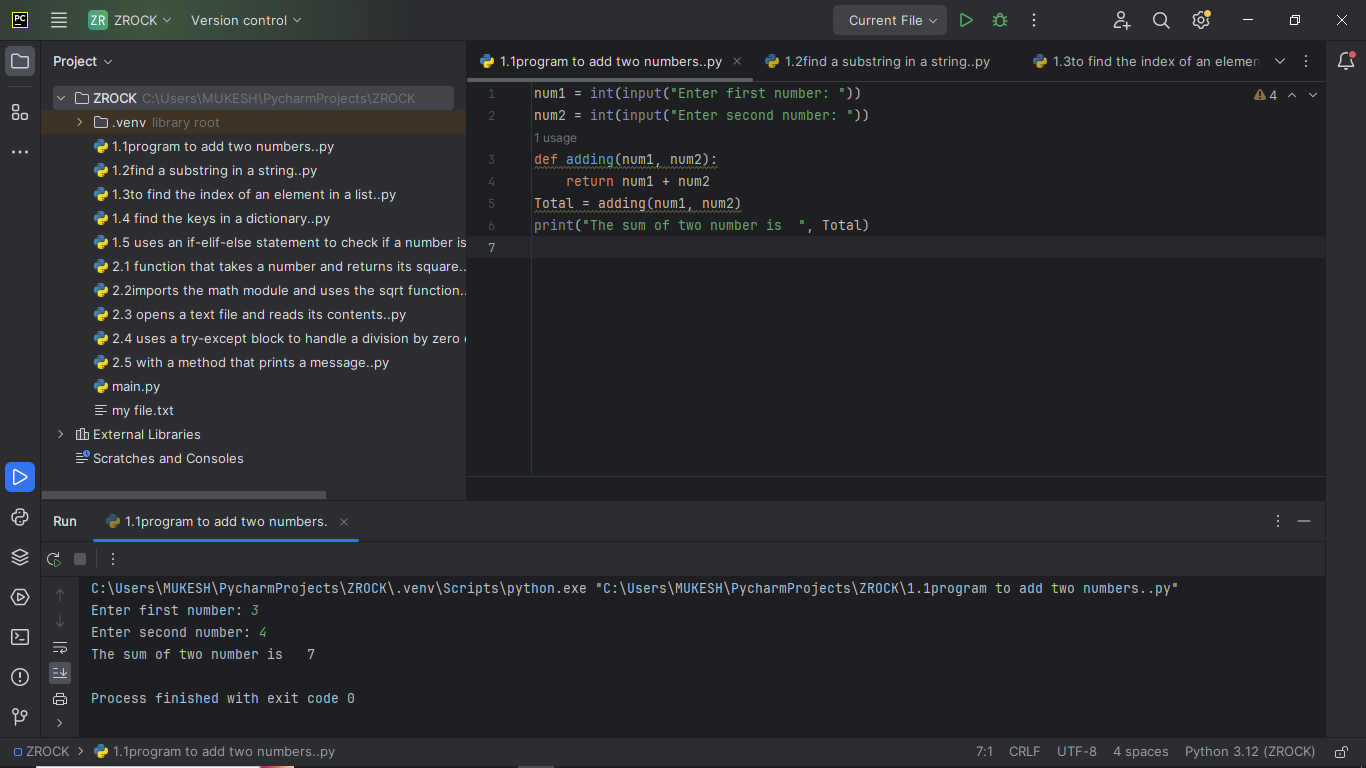 PC ZR ZROCK Version control Current File
Project
ZROCK C:\Users\MUKESH\PycharmProjects\ZROCK
.venv library root
1.1program to add two numbers..py
1.2find a substring in a string..py
1.3to find the index of an element in a list..py
1.4 find the keys in a dictionary..py
1.5 uses an if-elif-else statement to check if a number is
2.1 function that takes a number and returns its square..
2.2imports the math module and uses the sqrt function..
2.3 opens a text file and reads its contents..py
2.4 uses a try-except block to handle a division by zero
2.5 with a method that prints a message..py
main.py
my file.txt
External Libraries
Scratches and Consoles
1.1program to add two numbers..py 1.2find a substring in a string..py 1.3to find the index of an elemen
4
1 num1 = int(input("Enter first number: "))
2 num2 = int(input("Enter second number: "))
1 usage
3 def adding(num1, num2):
4 return num1 + num2
5 Total = adding(num1, num2)
6 print("The sum of two number is  ", Total)
7
Run 1.1program to add two numbers.
C:\Users\MUKESH\PycharmProjects\ZROCK\.venv\Scripts\python.exe "C:\Users\MUKESH\PycharmProjects\ZROCK\1.1program to add two numbers..py"
Enter first number: 3
Enter second number: 4
The sum of two number is   7
Process finished with exit code 0
ZROCK 1.1program to add two numbers..py 7:1 CRLF UTF-8 4 spaces Python 3.12 (ZROCK)